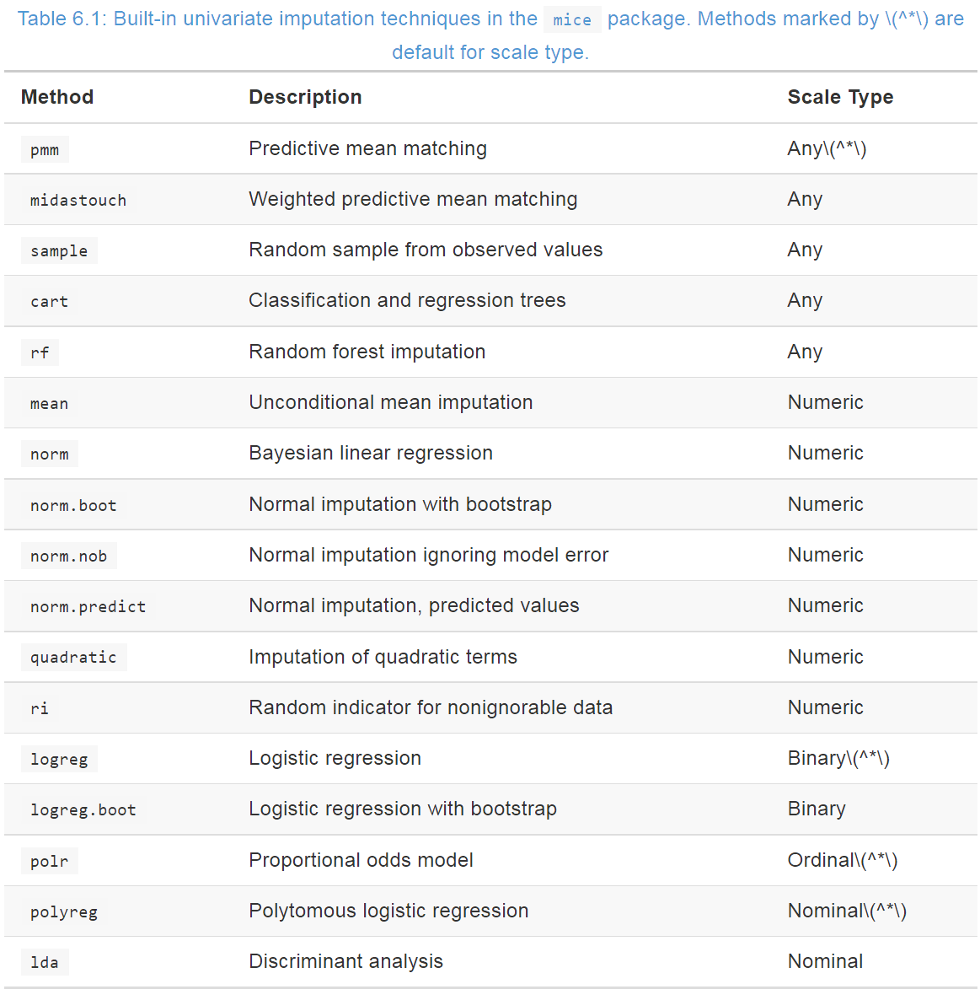 Table 6.1: Built-in univariate imputation techniques in the mice package. Methods marked by \(^*\) are
default for scale type.
Method Description Scale Type
pmm Predictive mean matching Any\(^*\)
midastouch Weighted predictive mean matching Any
sample Random sample from observed values Any
cart Classification and regression trees Any
rf Random forest imputation Any
mean Unconditional mean imputation Numeric
norm Bayesian linear regression Numeric
norm.boot Normal imputation with bootstrap Numeric
norm.nob Normal imputation ignoring model error Numeric
norm.predict Normal imputation, predicted values Numeric
quadratic Imputation of quadratic terms Numeric
ri Random indicator for nonignorable data Numeric
logreg Logistic regression Binary\(^*\)
logreg.boot Logistic regression with bootstrap Binary
polr Proportional odds model Ordinal\(^*\)
polyreg Polytomous logistic regression Nominal\(^*\)
lda Discriminant analysis Nominal